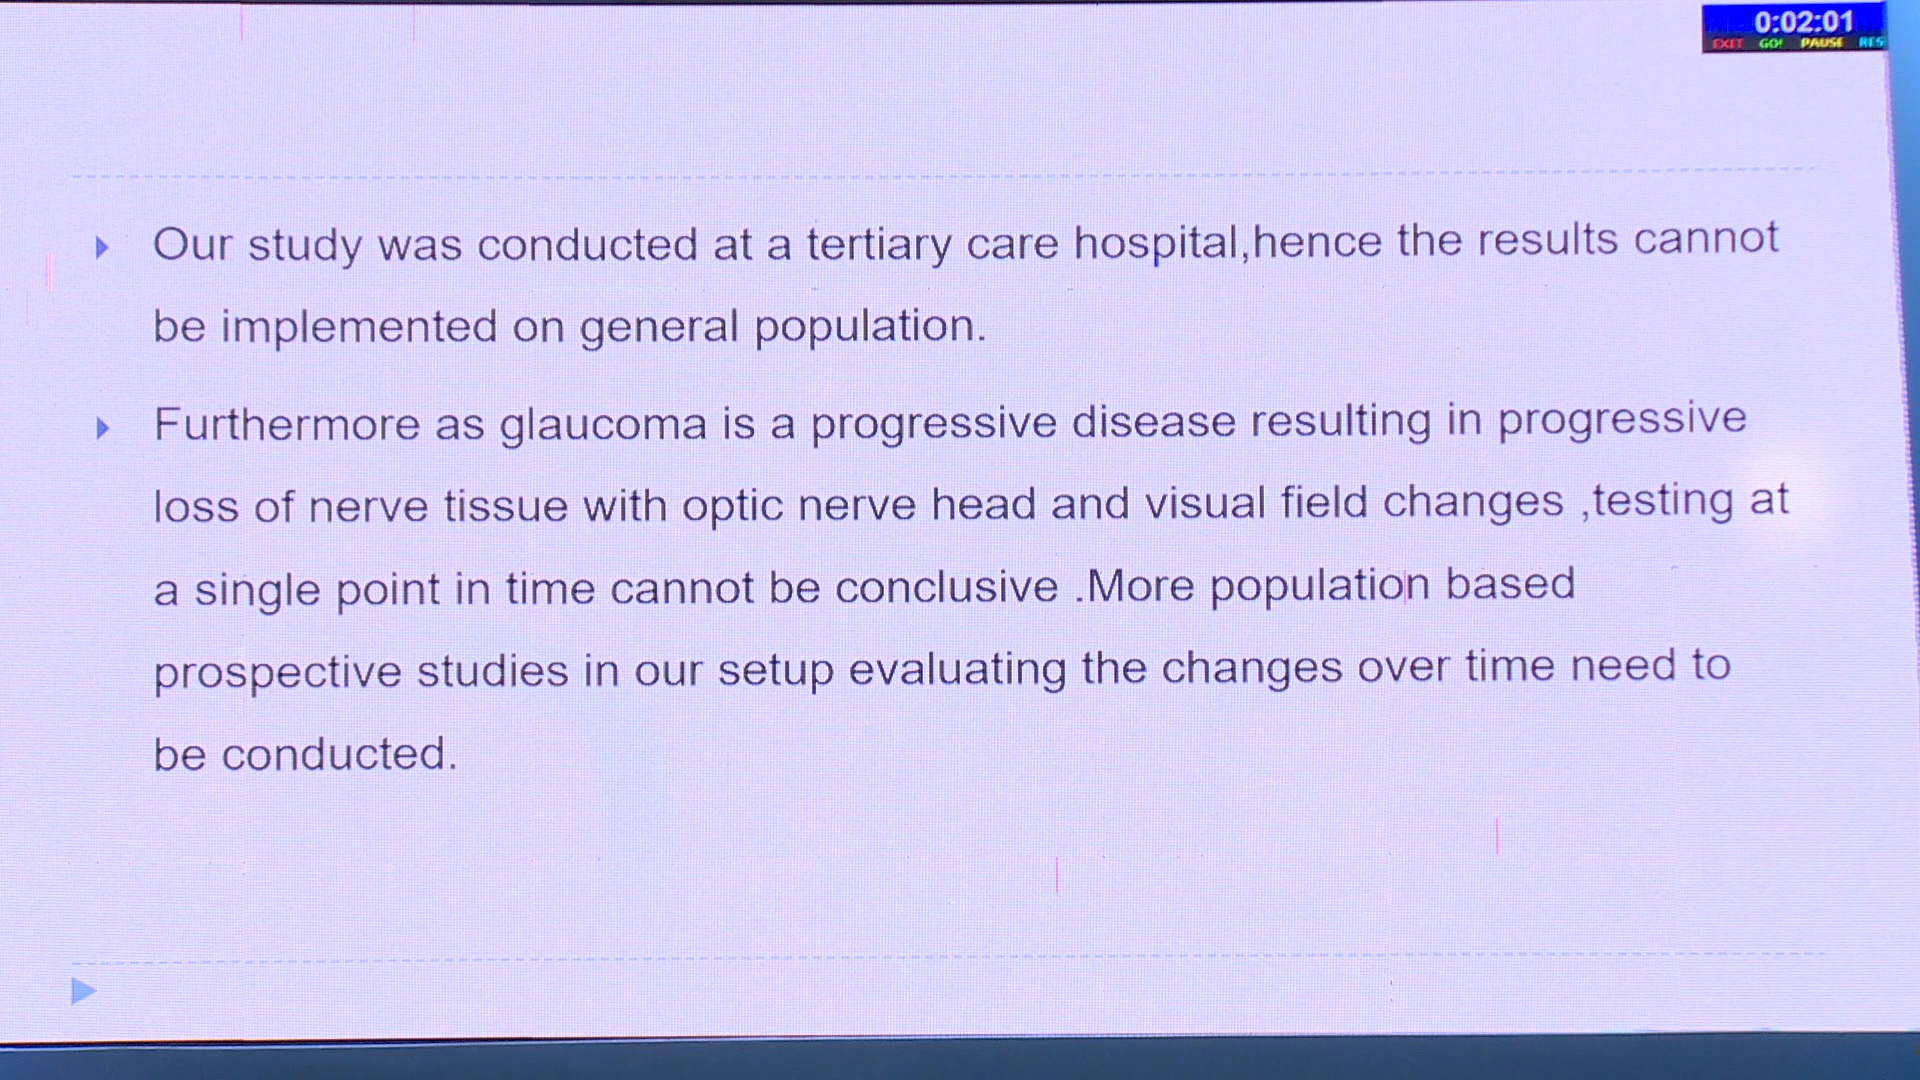 0:02:01
EXIT GO! PAUSE RES
Our study was conducted at a tertiary care hospital,hence the results cannot
be implemented on general population.
Furthermore as glaucoma is a progressive disease resulting in progressive
loss of nerve tissue with optic nerve head and visual field changes ,testing at
a single point in time cannot be conclusive .More population based
prospective studies in our setup evaluating the changes over time need to
be conducted.